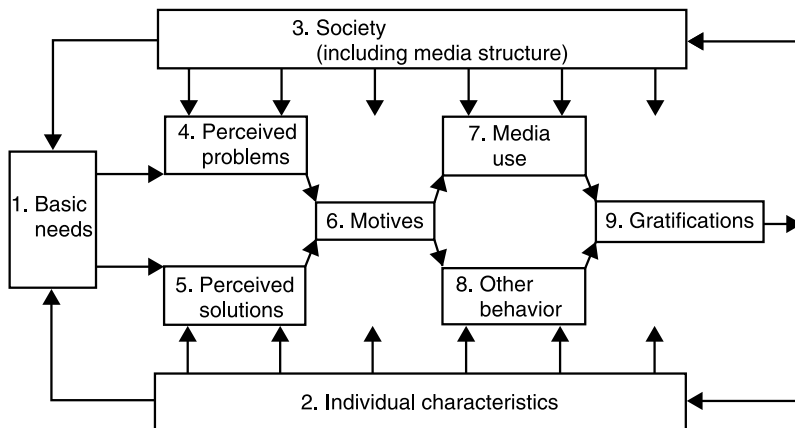 3. Society
(including media structure)
4. Perceived
problems
7. Media
use
1. Basic
needs
6. Motives
9. Gratifications
5. Perceived
solutions
8. Other
behavior
2. Individual characteristics